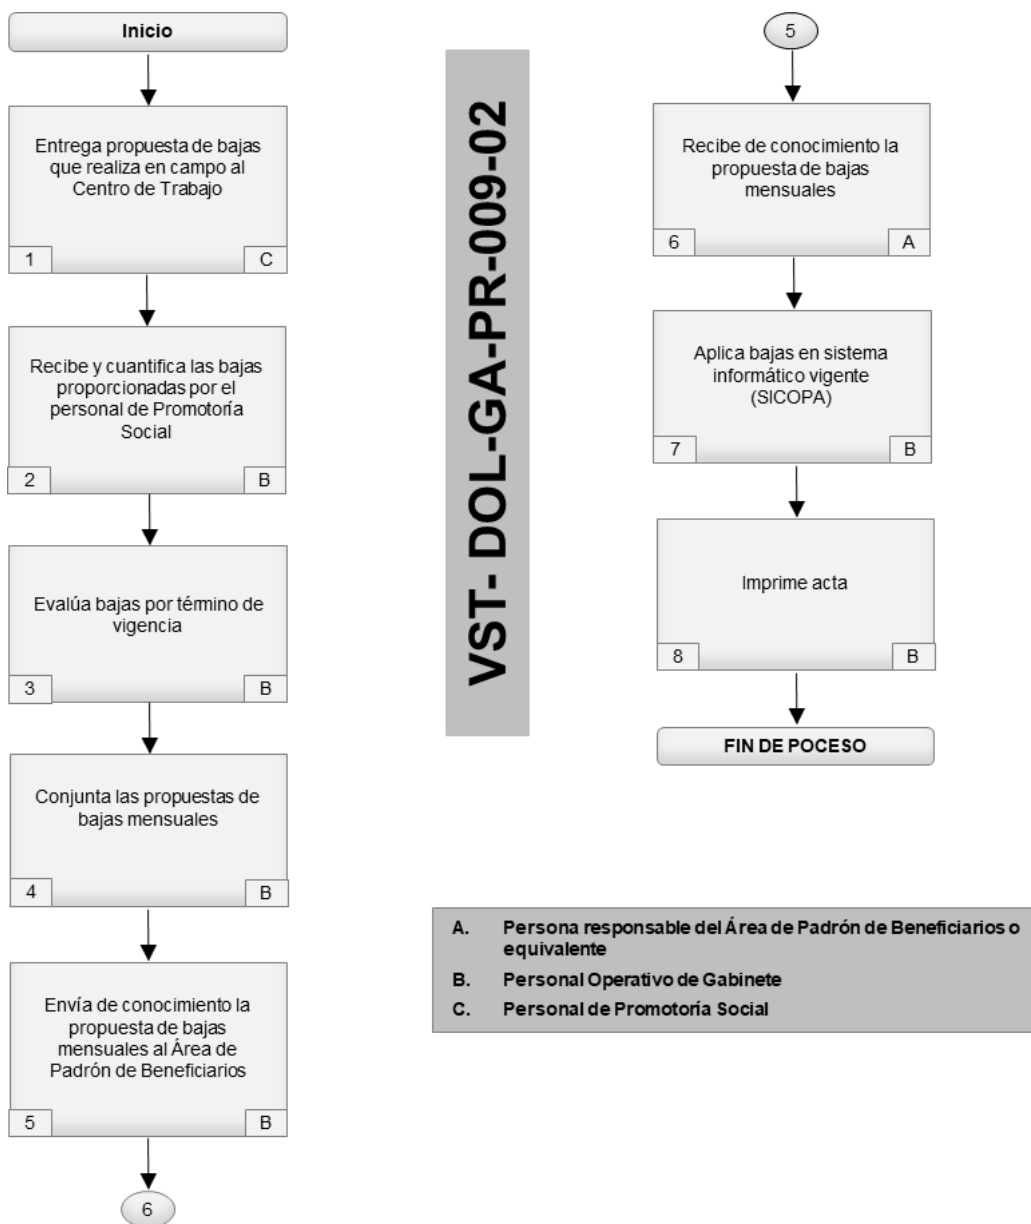 Inicio
Entrega propuesta de bajas
que realiza en campo al
Centro de Trabajo
1
C
Recibe y cuantifica las bajas
proporcionadas por el
personal de Promotoría
Social
2
B
Evalúa bajas por término de
vigencia
3
B
Conjunta las propuestas de
bajas mensuales
4
B
Envía de conocimiento la
propuesta de bajas
mensuales al Área de
Padrón de Beneficiarios
5
B
6
VST- DOL-GA-PR-009-02
5
Recibe de conocimiento la
propuesta de bajas
mensuales
6
A
Aplica bajas en sistema
informático vigente
(SICOPA)
7
B
Imprime acta
8
B
FIN DE POCESO
A. Persona responsable del Área de Padrón de Beneficiarios o
equivalente
B. Personal Operativo de Gabinete
C. Personal de Promotoría Social